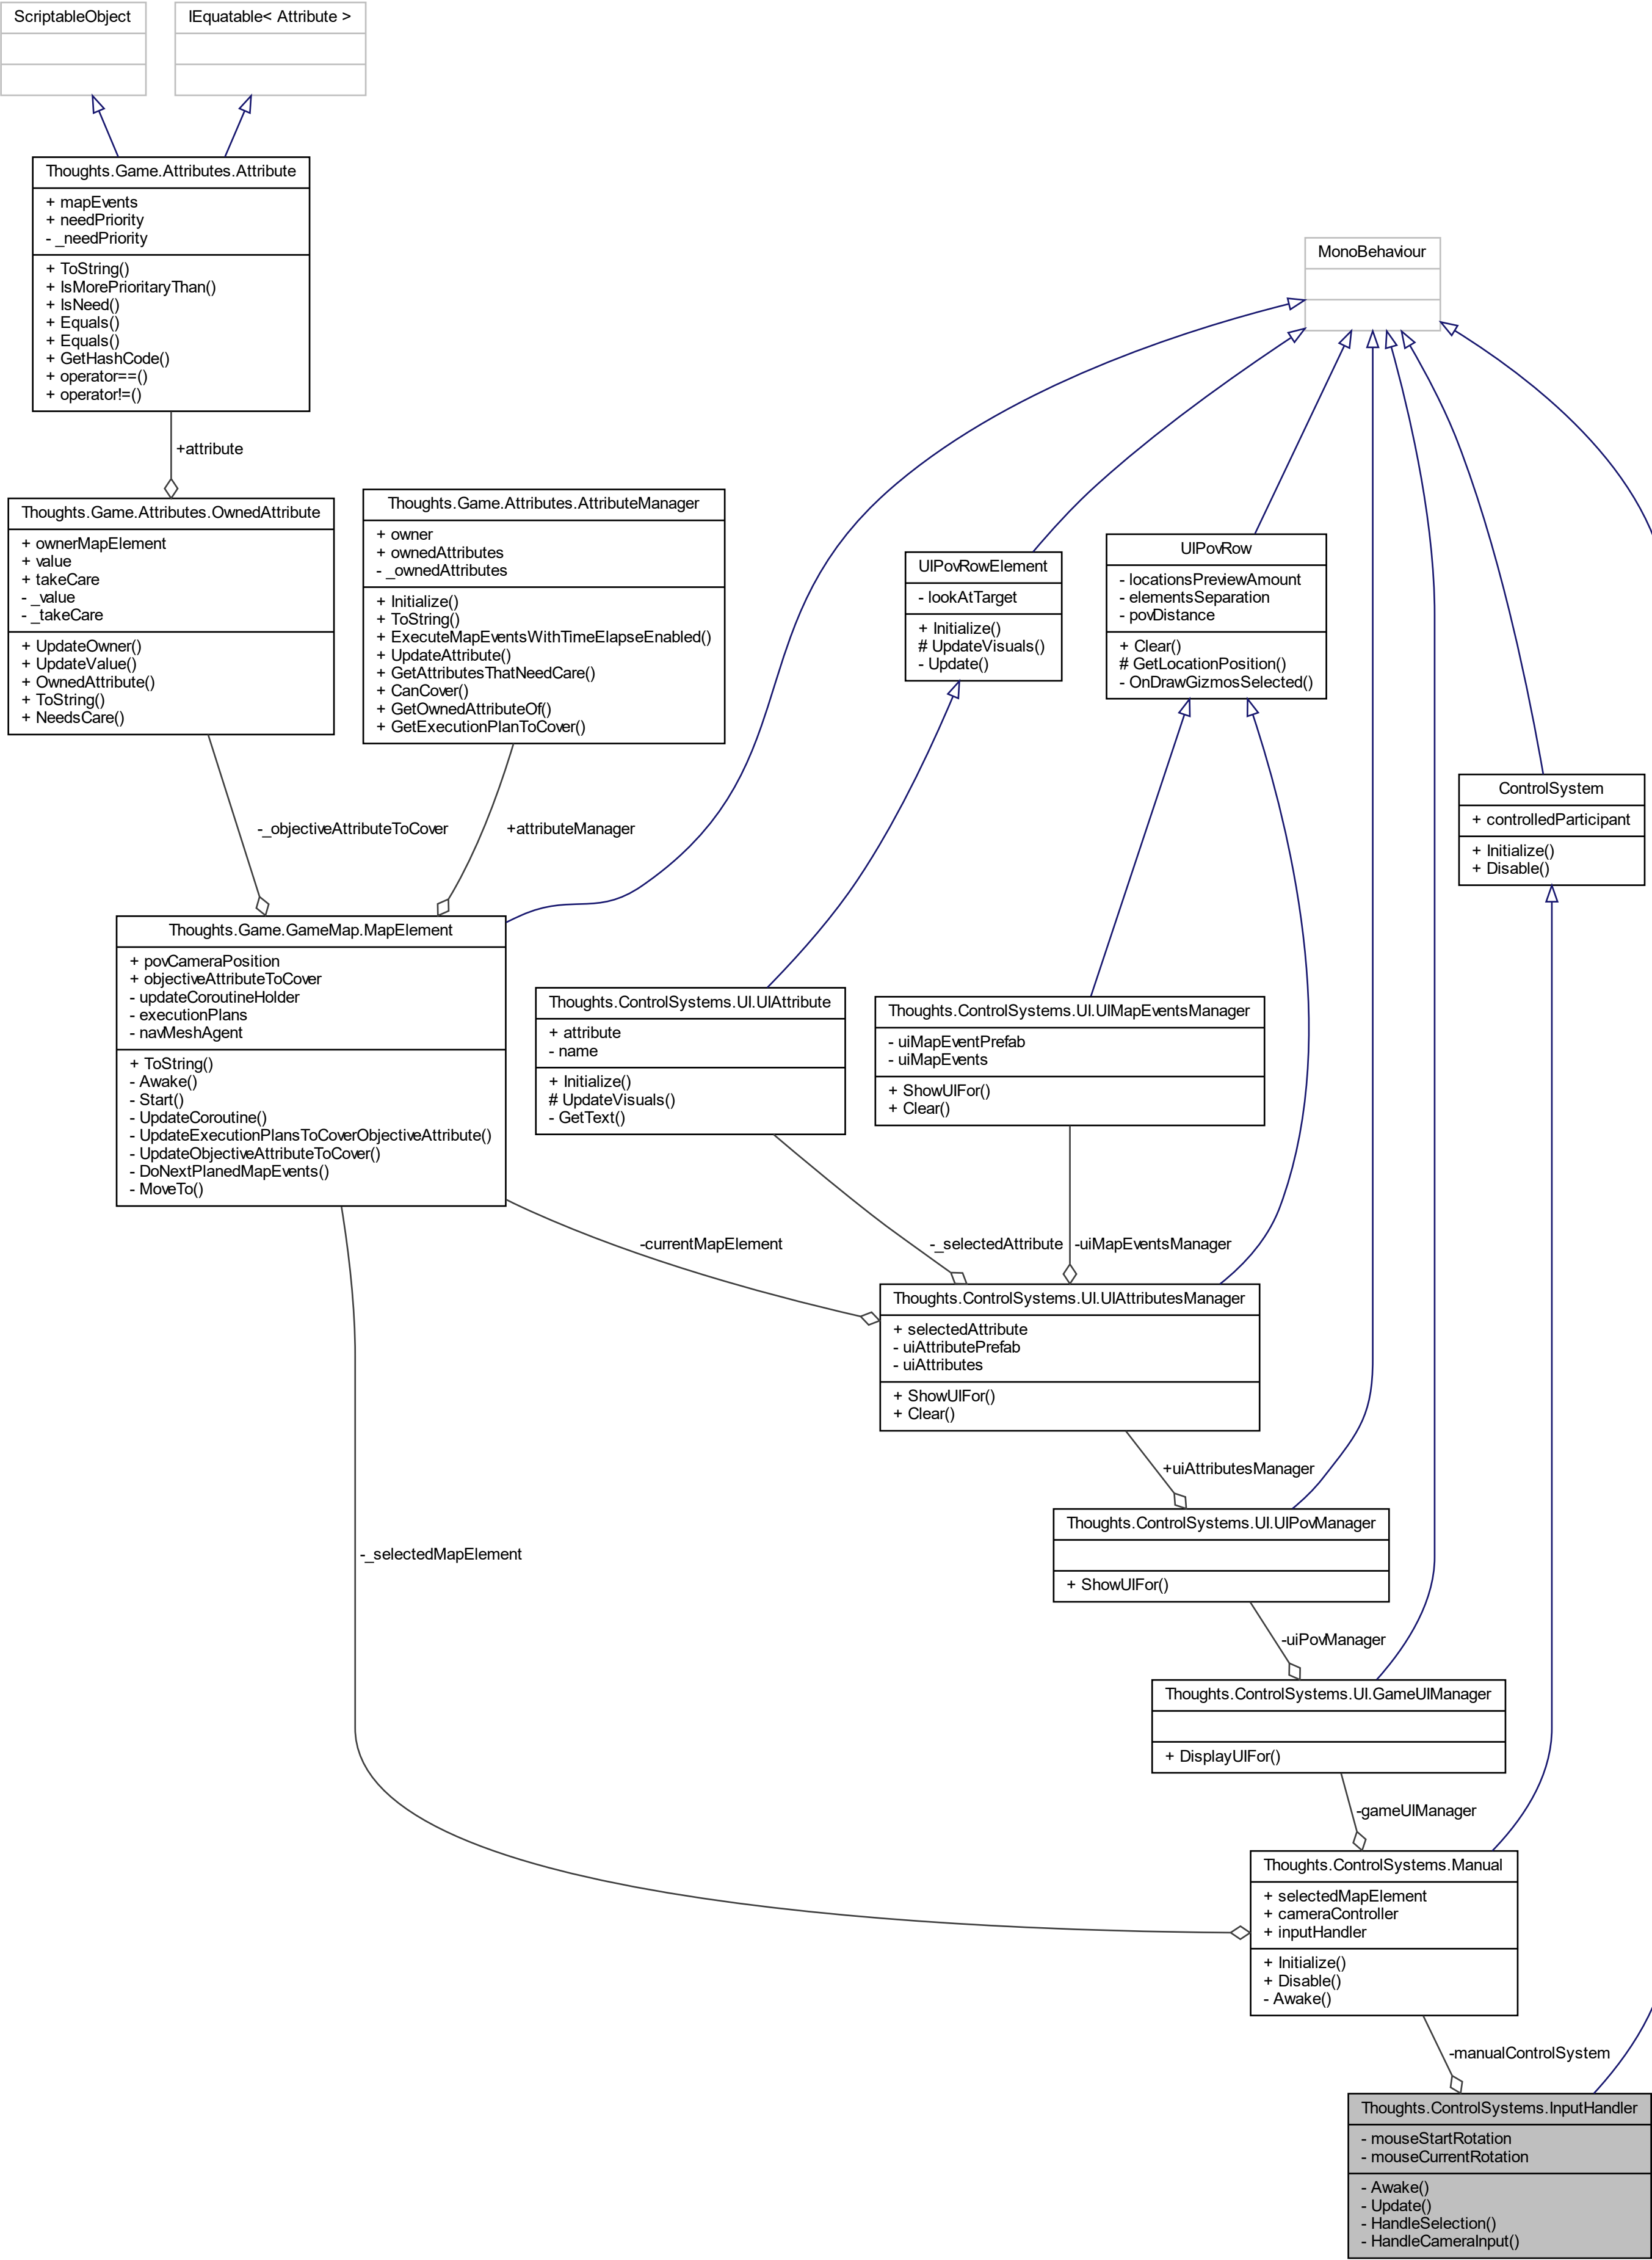 ScriptableObject
IEquatable< Attribute >
Thoughts.Game.Attributes.Attribute
+ mapEvents
+ needPriority
- _needPriority
+ ToString()
+ IsMorePrioritaryThan()
+ IsNeed()
+ Equals()
+ Equals()
+ GetHashCode()
+ operator==()
+ operator!=()
MonoBehaviour
+attribute
Thoughts.Game.Attributes.OwnedAttribute
+ ownerMapElement
+ value
+ takeCare
- _value
- _takeCare
+ UpdateOwner()
+ UpdateValue()
+ OwnedAttribute()
+ ToString()
+ NeedsCare()
Thoughts.Game.Attributes.AttributeManager
+ owner
+ ownedAttributes
- _ownedAttributes
+ Initialize()
+ ToString()
+ ExecuteMapEventsWithTimeElapseEnabled()
+ UpdateAttribute()
+ GetAttributesThatNeedCare()
+ CanCover()
+ GetOwnedAttributeOf()
+ GetExecutionPlanToCover()
UIPovRowElement
- lookAtTarget
+ Initialize()
# UpdateVisuals()
- Update()
UIPovRow
- locationsPreviewAmount
- elementsSeparation
- povDistance
+ Clear()
# GetLocationPosition()
- OnDrawGizmosSelected()
ControlSystem
+ controlledParticipant
+ Initialize()
+ Disable()
-_objectiveAttributeToCover
+attributeManager
Thoughts.Game.GameMap.MapElement
+ povCameraPosition
+ objectiveAttributeToCover
- updateCoroutineHolder
- executionPlans
- navMeshAgent
+ ToString()
- Awake()
- Start()
- UpdateCoroutine()
- UpdateExecutionPlansToCoverObjectiveAttribute()
- UpdateObjectiveAttributeToCover()
- DoNextPlanedMapEvents()
- MoveTo()
Thoughts.ControlSystems.UI.UIAttribute
+ attribute
- name
+ Initialize()
# UpdateVisuals()
- GetText()
Thoughts.ControlSystems.UI.UIMapEventsManager
- uiMapEventPrefab
- uiMapEvents
+ ShowUIFor()
+ Clear()
-currentMapElement
-_selectedAttribute
-uiMapEventsManager
Thoughts.ControlSystems.UI.UIAttributesManager
+ selectedAttribute
- uiAttributePrefab
- uiAttributes
+ ShowUIFor()
+ Clear()
+uiAttributesManager
Thoughts.ControlSystems.UI.UIPovManager
+ ShowUIFor()
-_selectedMapElement
-uiPovManager
Thoughts.ControlSystems.UI.GameUIManager
+ DisplayUIFor()
-gameUIManager
Thoughts.ControlSystems.Manual
+ selectedMapElement
+ cameraController
+ inputHandler
+ Initialize()
+ Disable()
- Awake()
-manualControlSystem
Thoughts.ControlSystems.InputHandler
- mouseStartRotation
- mouseCurrentRotation
- Awake()
- Update()
- HandleSelection()
- HandleCameraInput()